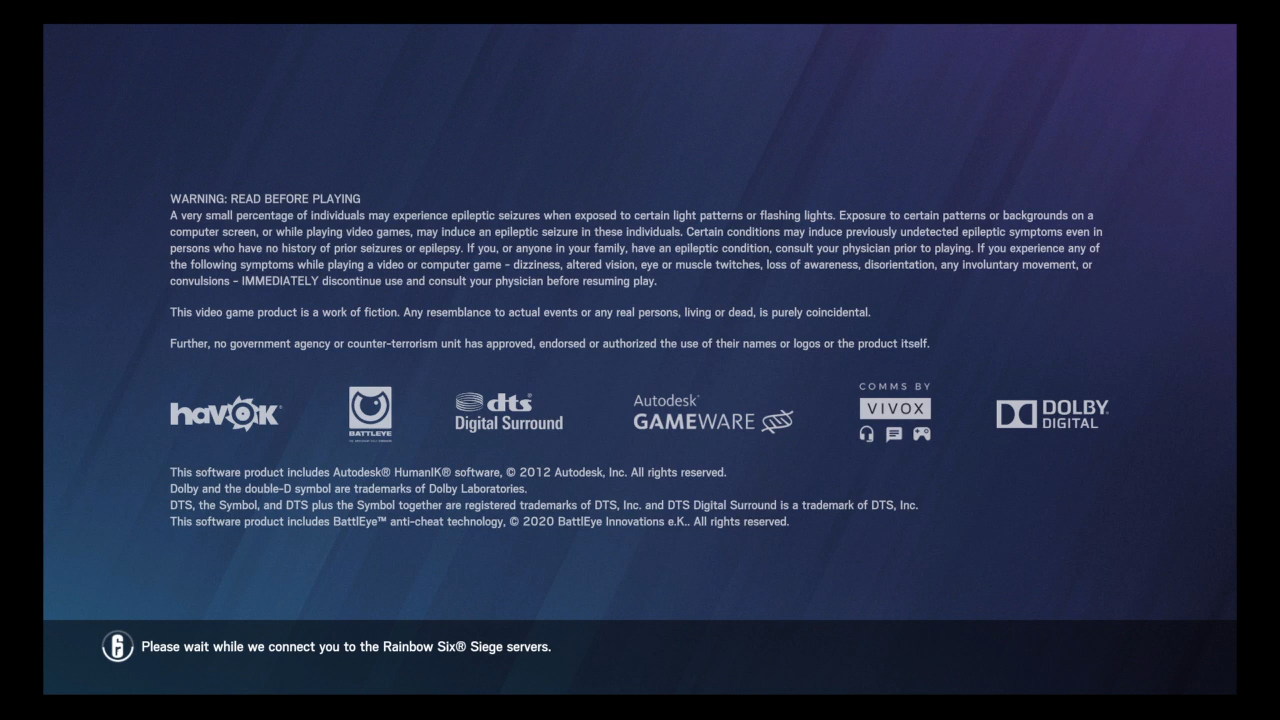 WARNING: READ BEFORE PLAYING
A very small percentage of individuals may experience epileptic seizures when exposed to certain light patterns or flashing lights. Exposure to certain patterns or backgrounds on a
computer screen, or while playing video games, may induce an epileptic seizure in these individuals. Certain conditions may induce previously undetected epileptic symptoms even in
persons who have no history of prior seizures or epilepsy. If you, or anyone in your family, have an epileptic condition, consult your physician prior to playing. If you experience any of
the following symptoms while playing a video or computer game - dizziness, altered vision, eye or muscle twitches, loss of awareness, disorientation, any involuntary movement, or
convulsions - IMMEDIATELY discontinue use and consult your physician before resuming play.
This video game product is a work of fiction. Any resemblance to actual events or any real persons, living or dead, is purely coincidental.
Further, no government agency or counter-terrorism unit has approved, endorsed or authorized the use of their names or logos or the product itself.
havok
BATTLEYE
dts
Digital Surround
Autodesk®
GAMEWARE
COMMS BY
VIVOX
DOLBY®
DIGITAL
This software product includes Autodesk® HumanIK® software, © 2012 Autodesk, Inc. All rights reserved.
Dolby and the double-D symbol are trademarks of Dolby Laboratories.
DTS, the Symbol, and DTS plus the Symbol together are registered trademarks of DTS, Inc. and DTS Digital Surround is a trademark of DTS, Inc.
This software product includes BattlEye™ anti-cheat technology, © 2020 BattlEye Innovations e.K.. All rights reserved.
6 Please wait while we connect you to the Rainbow Six® Siege servers.